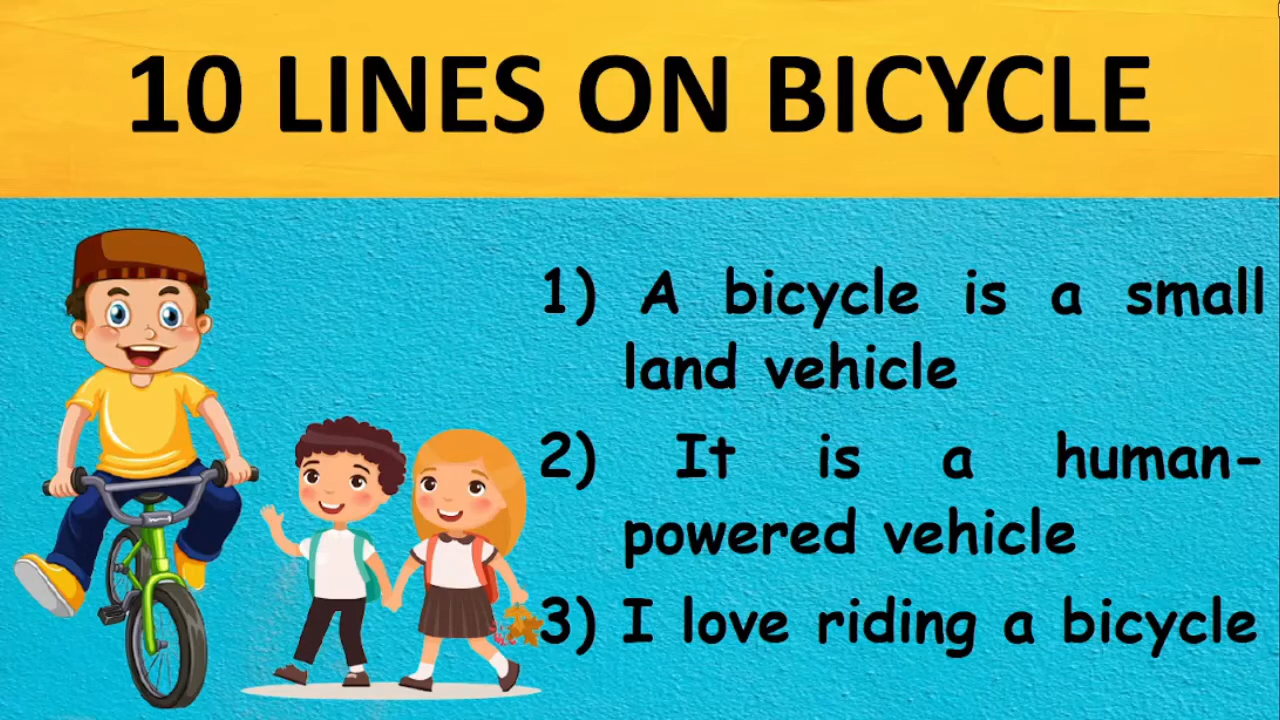 10 LINES ON BICYCLE
1) A bicycle is a small
land vehicle
2) It is a human-
powered vehicle
3) I love riding a bicycle